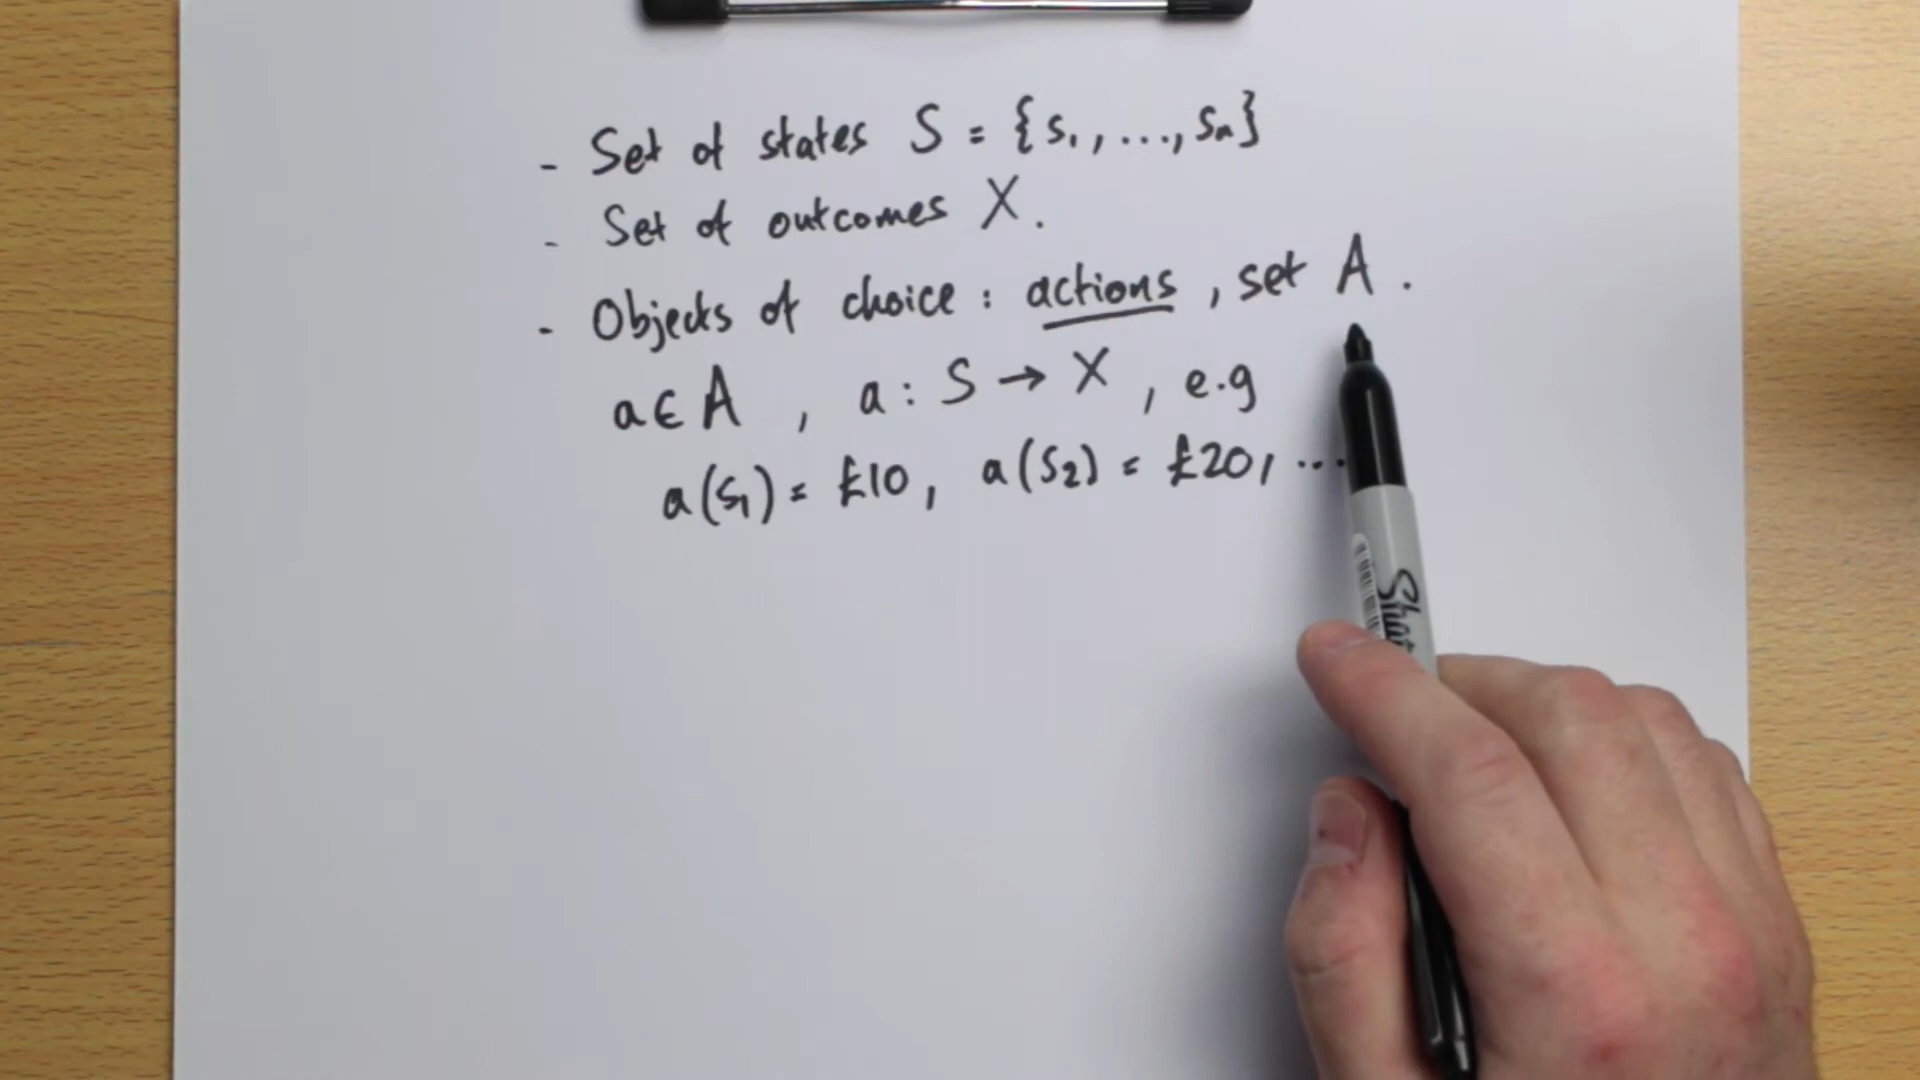 - Set of states S = {s₁, ..., sₙ}
- Set of outcomes X.
- Objects of choice : actions, set A.
a ∈ A , a : S → X , e.g
a(s₁) = £10, a(s₂) = £20, ...